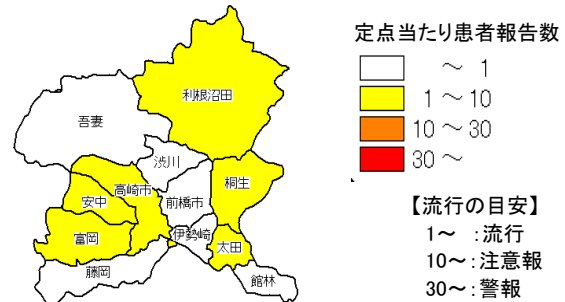 定点当たり患者報告数
～ 1
1 ～ 10
10 ～ 30
30 ～
【流行の目安】
1～ ：流行
10～：注意報
30～：警報
利根沼田
吾妻
渋川
高崎市
桐生
安中
前橋市
富岡
伊勢崎
太田
藤岡
館林